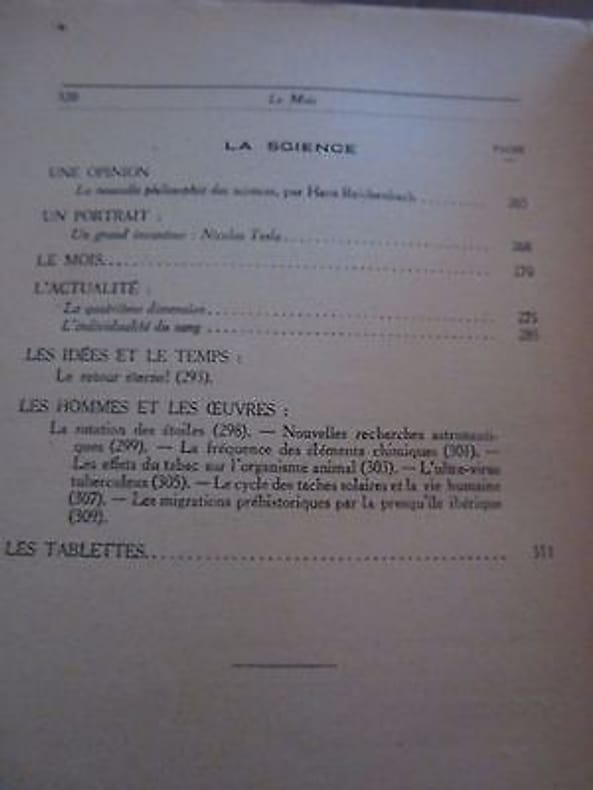 320 Le Mois
LA SCIENCE PAGES
UNE OPINION
La nouvelle philosophie des sciences, par Hans Reichenbach ........ 265
UN PORTRAIT :
Un grand inventeur : Nicolas Tesla........................ 268
LE MOIS........................................ 270
L'ACTUALITÉ :
La quatrième dimension........................ 275
L'individualité du sang ........................ 285
LES IDÉES ET LE TEMPS :
Le retour éternel (295).
LES HOMMES ET LES ŒUVRES :
La rotation des étoiles (298). — Nouvelles recherches astronauti-
ques (299). — La fréquence des éléments chimiques (301). —
Les effets du tabac sur l'organisme animal (303). — L'ultra-virus
tuberculeux (305). — Le cycle des taches solaires et la vie humaine
(307). — Les migrations préhistoriques par la presqu'île ibérique
(309).
LES TABLETTES........................................ 311